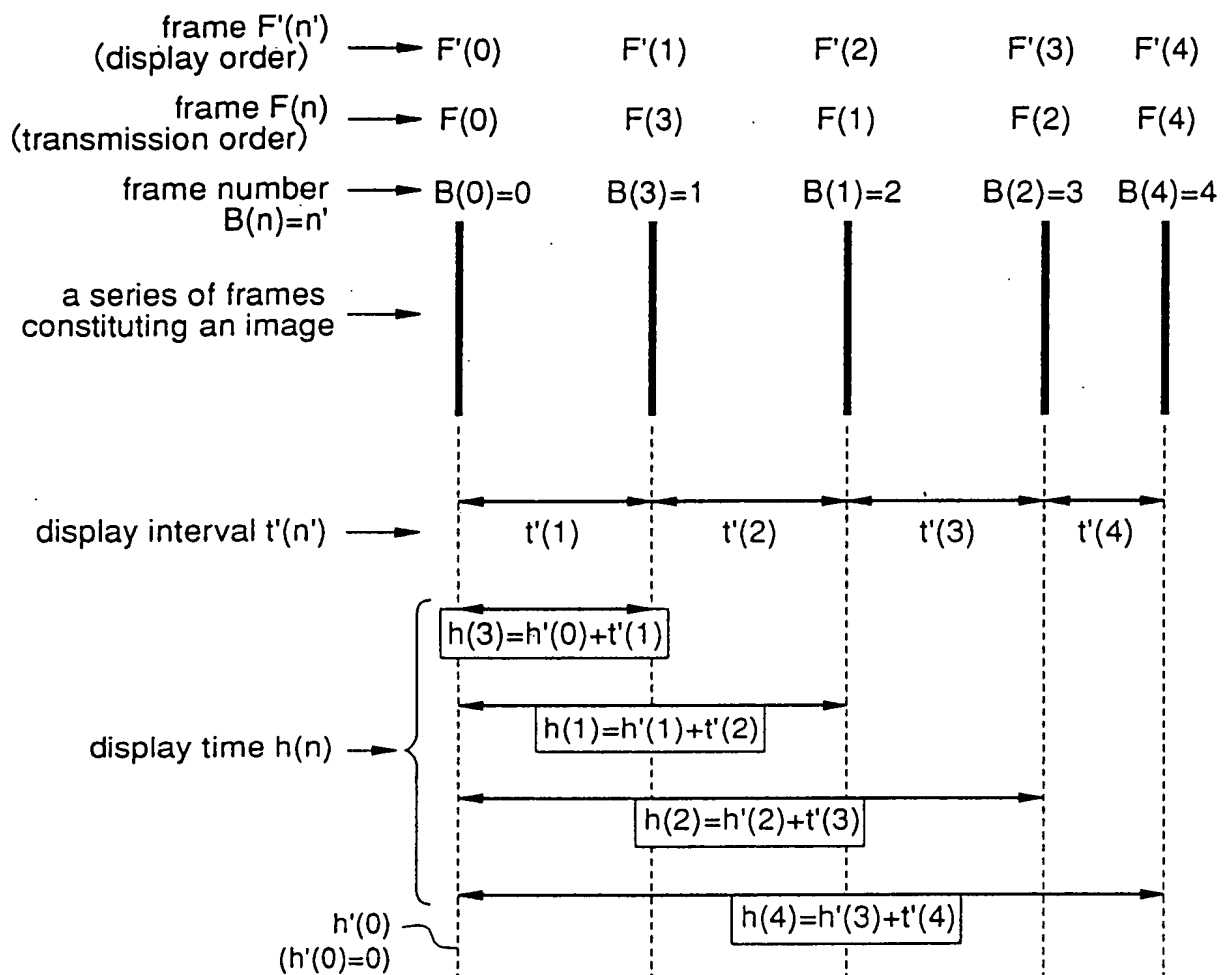 frame F'(n') F'(0) F'(1) F'(2) F'(3) F'(4)
(display order)
frame F(n) F(0) F(3) F(1) F(2) F(4)
(transmission order)
frame number B(0)=0 B(3)=1 B(1)=2 B(2)=3 B(4)=4
B(n)=n'
a series of frames
constituting an image
display interval t'(n') t'(1) t'(2) t'(3) t'(4)
h(3)=h'(0)+t'(1)
h(1)=h'(1)+t'(2)
display time h(n)
h(2)=h'(2)+t'(3)
h(4)=h'(3)+t'(4)
h'(0)
(h'(0)=0)